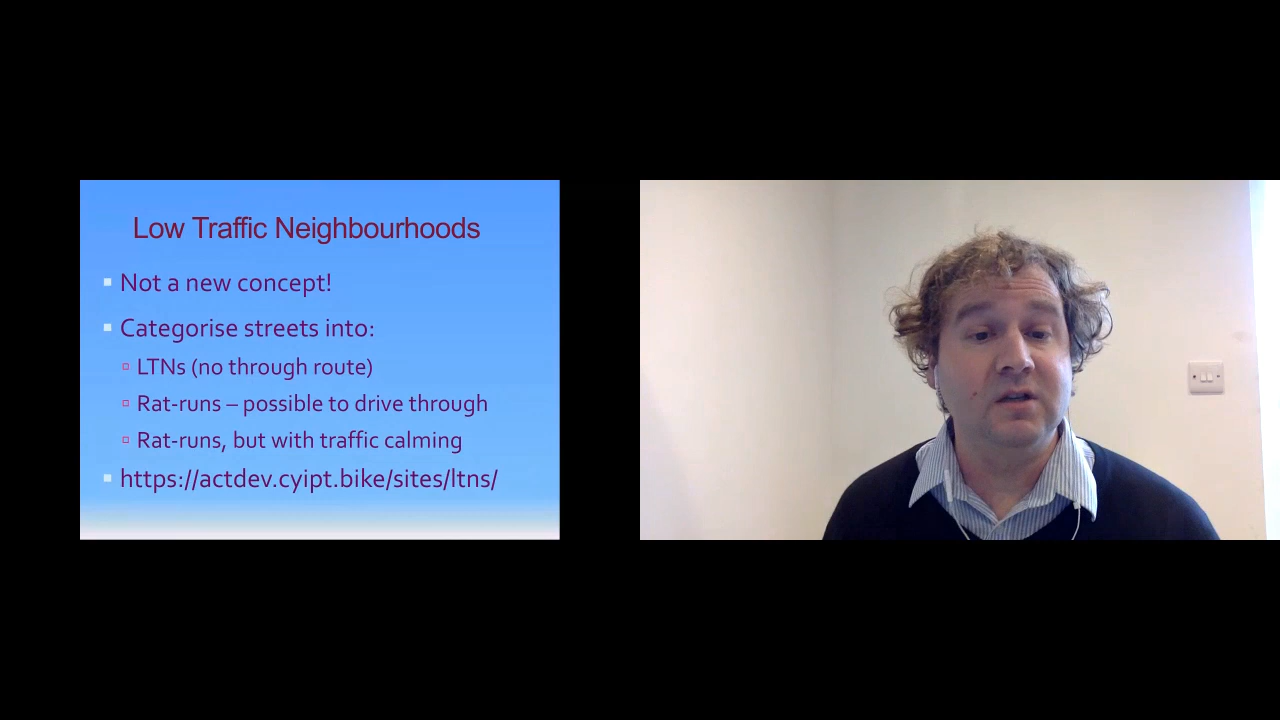 Low Traffic Neighbourhoods
Not a new concept!
Categorise streets into:
LTNs (no through route)
Rat-runs – possible to drive through
Rat-runs, but with traffic calming
https://actdev.cyipt.bike/sites/ltns/